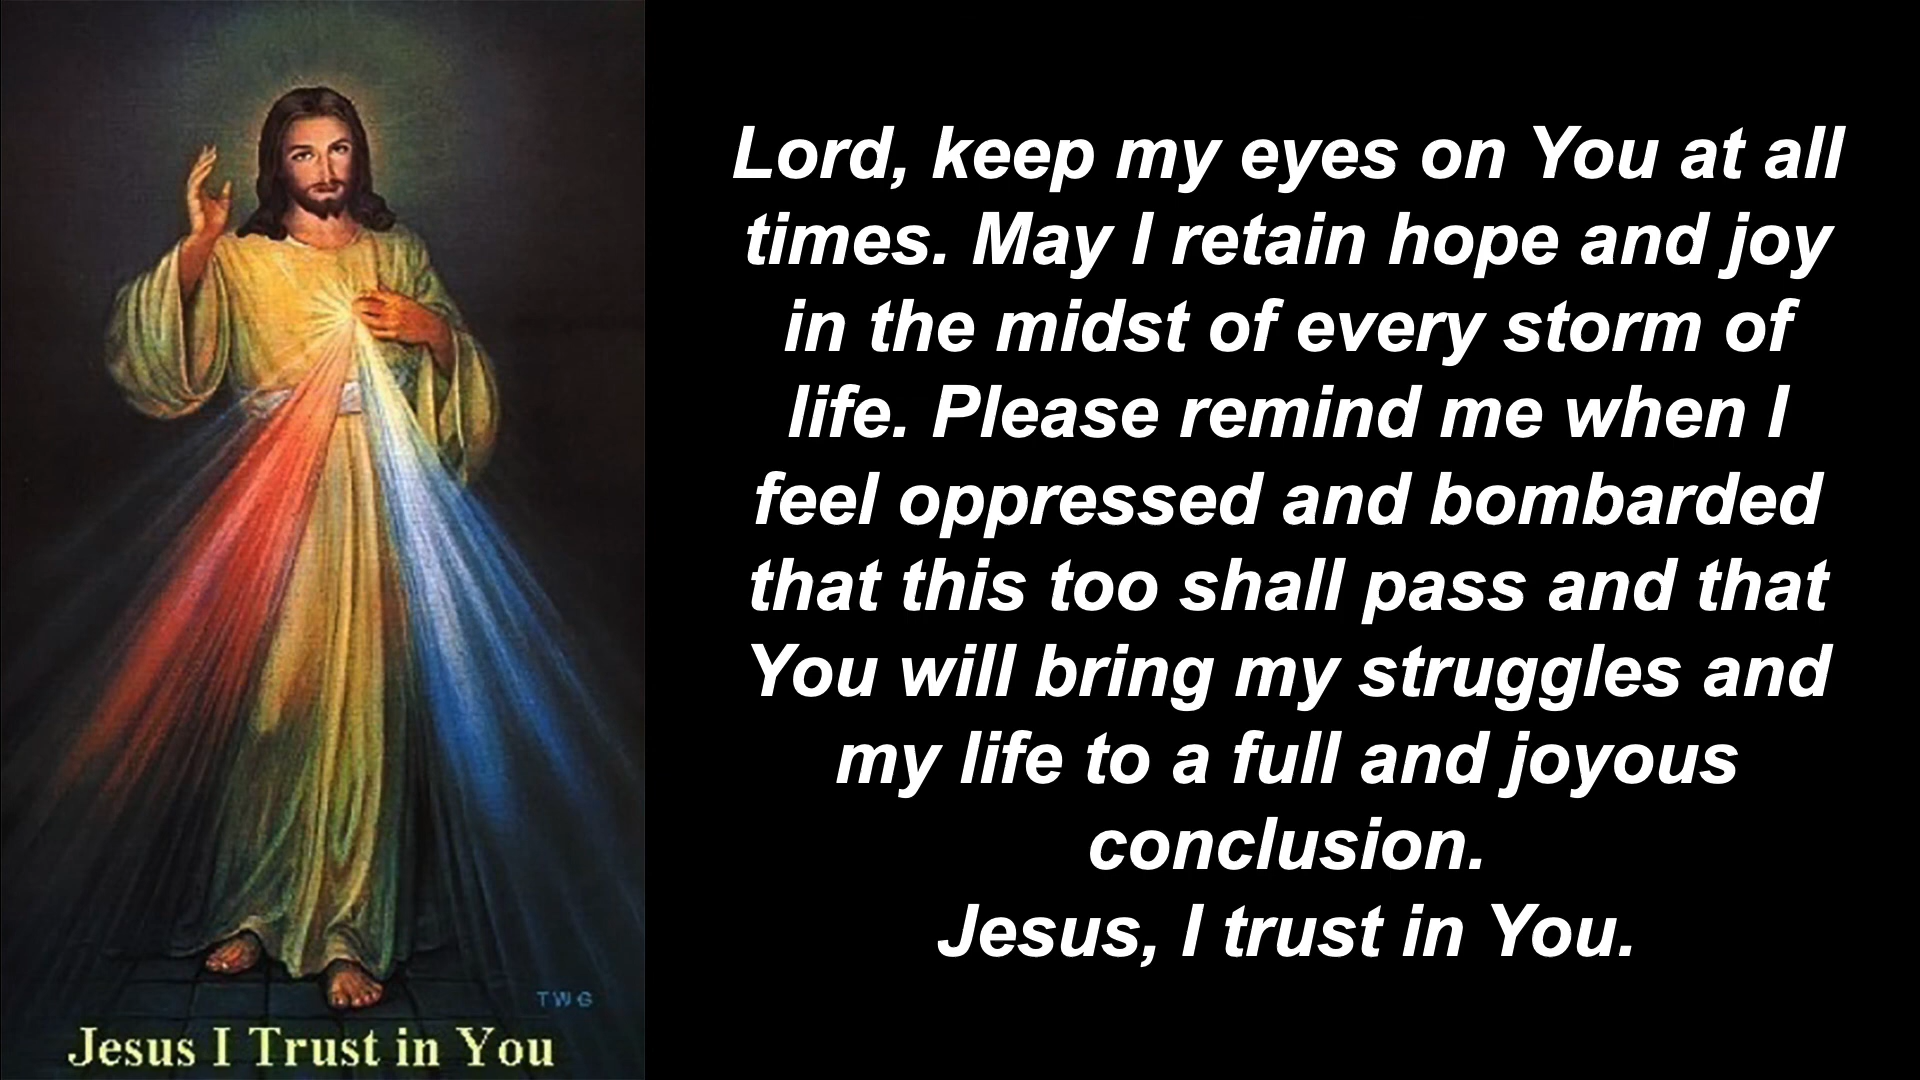 Lord, keep my eyes on You at all
times. May I retain hope and joy
in the midst of every storm of
life. Please remind me when I
feel oppressed and bombarded
that this too shall pass and that
You will bring my struggles and
my life to a full and joyous
conclusion.
Jesus, I trust in You.
TWG
Jesus I Trust in You